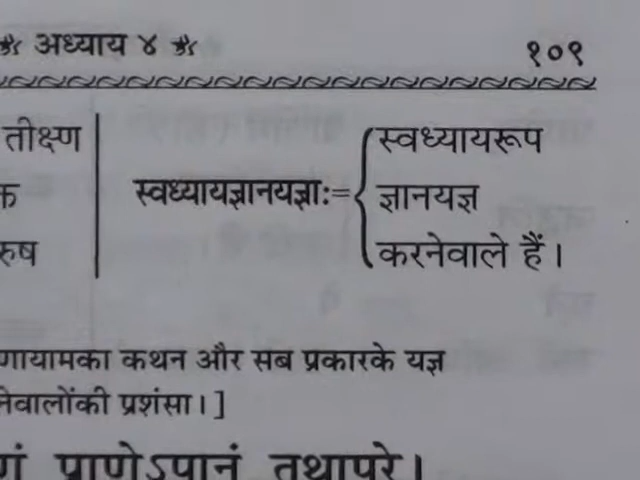 अध्याय ४ १०९
तीक्ष्ण
स्वध्यायरूप
स्वध्यायज्ञानयज्ञाः= ज्ञानयज्ञ
करनेवाले हैं।
और सब प्रकारके यज्ञ
कथन
प्रशंसा।]
प्राणेऽपानं तथापरे।